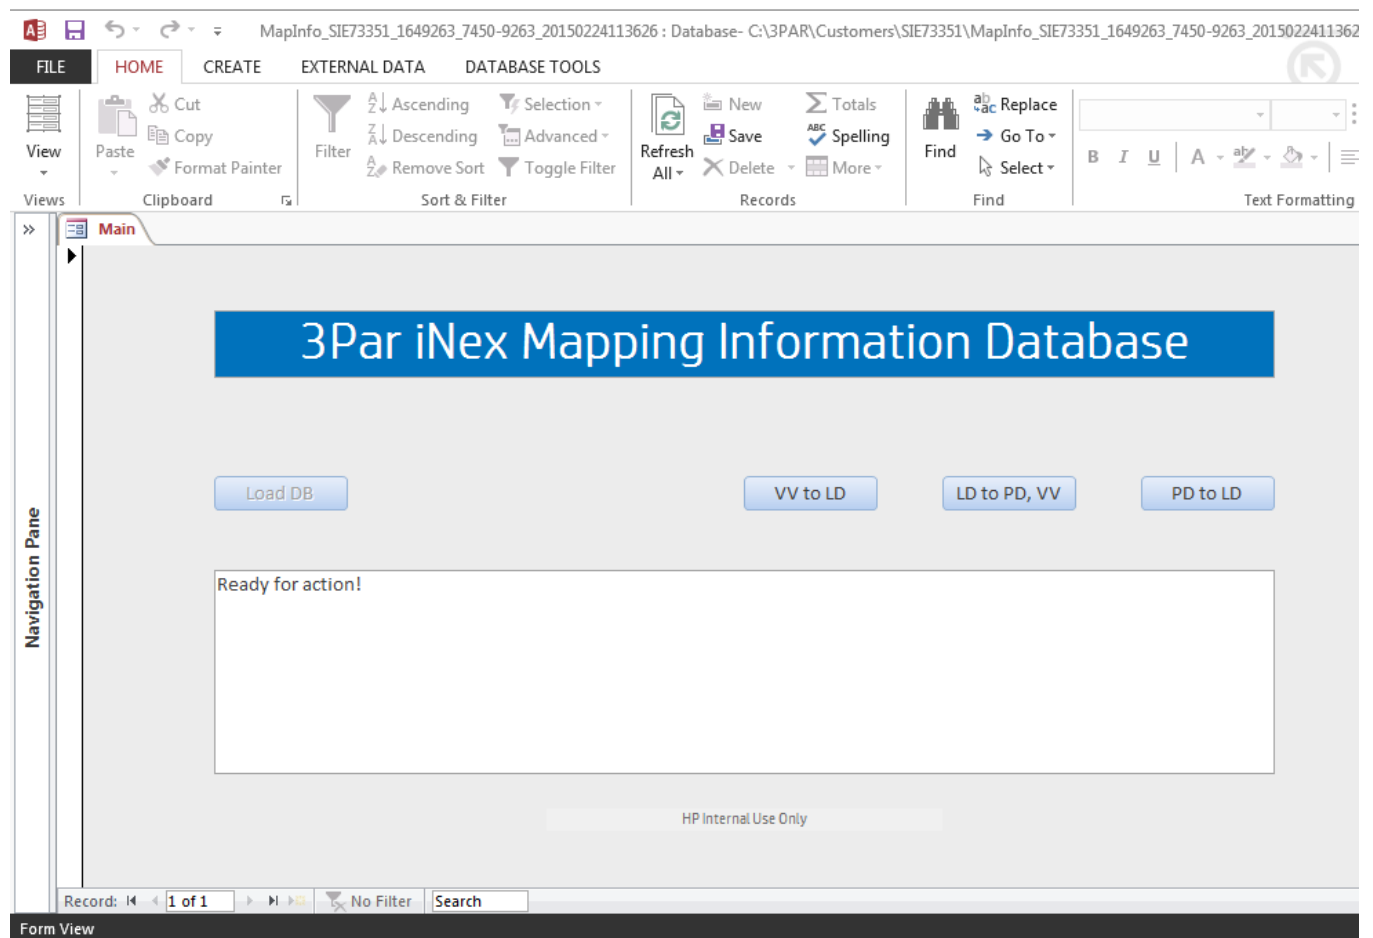 MapInfo_SIE73351_1649263_7450-9263_20150224113626 : Database- C:\3PAR\Customers\SIE73351\MapInfo_SIE73351_1649263_7450-9263_2015022411362
FILE HOME CREATE EXTERNAL DATA DATABASE TOOLS
Cut Ascending Selection New Totals Replace
Copy Descending Advanced Save Spelling Go To
View Paste Filter Refresh Find
Format Painter Remove Sort Toggle Filter All Delete More Select
B I U A
Views Clipboard Sort & Filter Records Find Text Formatting
Main
3Par iNex Mapping Information Database
Load DB VV to LD LD to PD, VV PD to LD
Navigation Pane
Ready for action!
HP Internal Use Only
Record: 1 of 1 No Filter Search
Form View